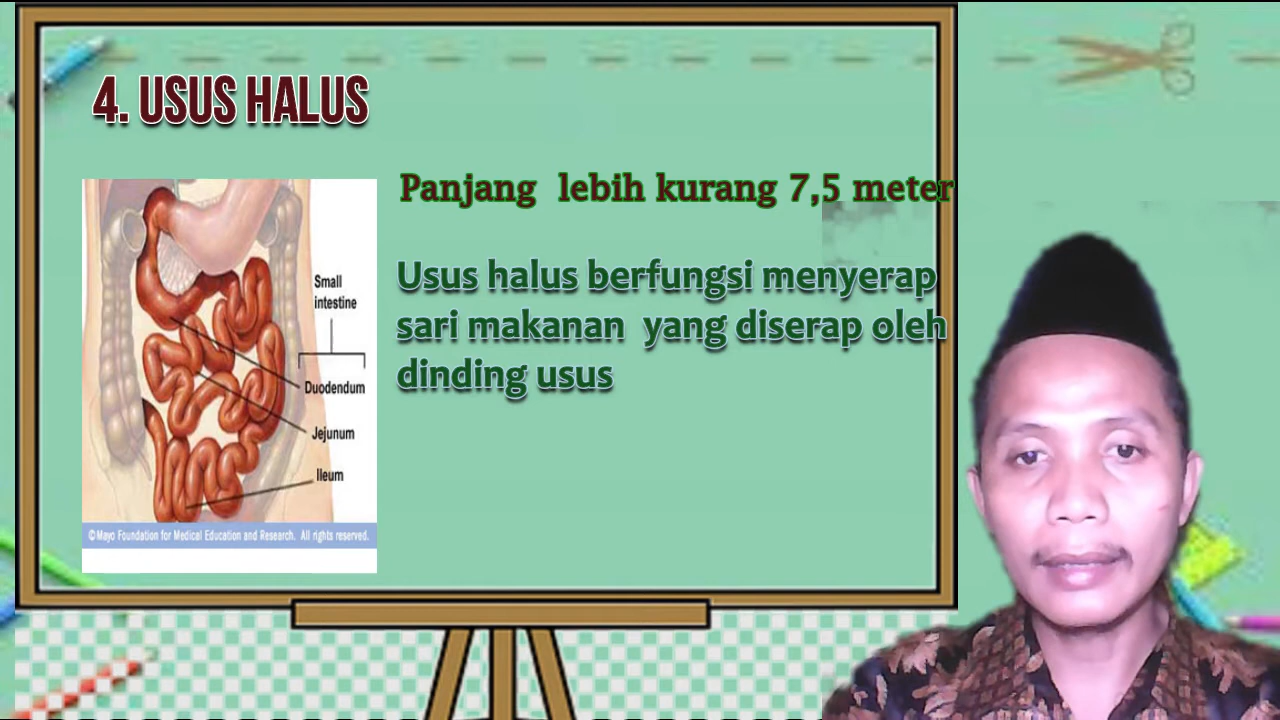 4. USUS HALUS
Panjang lebih kurang 7,5 meter
Usus halus berfungsi menyerap
sari makanan yang diserap oleh
dinding usus
Small
intestine
Duodendum
Jejunum
Ileum
©Mayo Foundation for Medical Education and Research. All rights reserved.